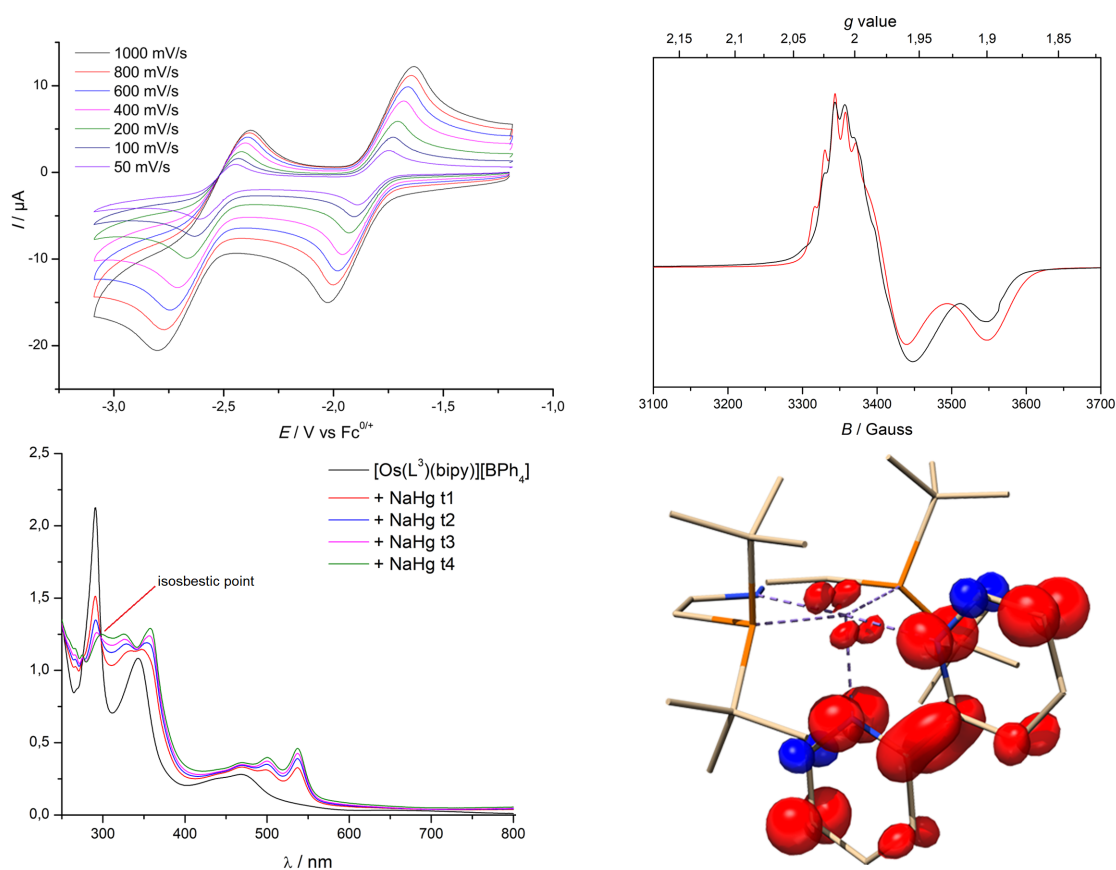 1000 mV/s
800 mV/s
600 mV/s
400 mV/s
200 mV/s
100 mV/s
50 mV/s
10
0
-10
-20
I / µA
-3,0
-2,5
-2,0
-1,5
-1,0
E / V vs Fc⁰ᐟ⁺
g value
2,15
2,1
2,05
2
1,95
1,9
1,85
3100
3200
3300
3400
3500
3600
3700
B / Gauss
2,5
2,0
1,5
1,0
0,5
0,0
[Os(L³)(bipy)][BPh₄]
+ NaHg t1
+ NaHg t2
+ NaHg t3
+ NaHg t4
isosbestic point
300
400
500
600
700
800
λ / nm